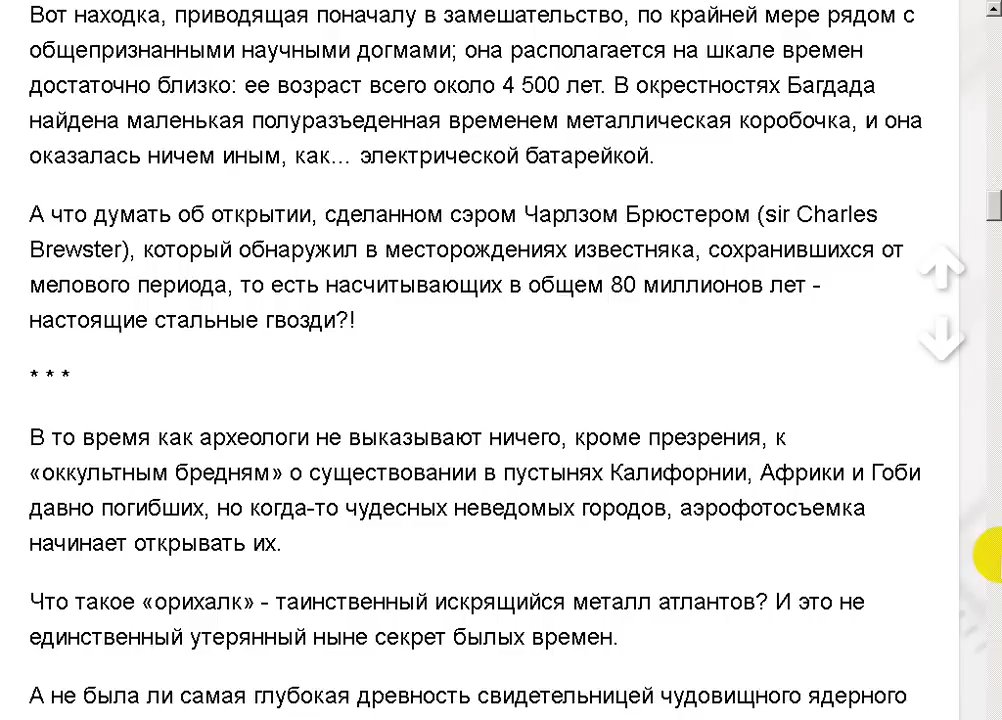 Вот находка, приводящая поначалу в замешательство, по крайней мере рядом с
общепризнанными научными догмами; она располагается на шкале времен
достаточно близко: ее возраст всего около 4 500 лет. В окрестностях Багдада
найдена маленькая полуразъеденная временем металлическая коробочка, и она
оказалась ничем иным, как... электрической батарейкой.
А что думать об открытии, сделанном сэром Чарлзом Брюстером (sir Charles
Brewster), который обнаружил в месторождениях известняка, сохранившихся от
мелового периода, то есть насчитывающих в общем 80 миллионов лет -
настоящие стальные гвозди?!
* * *
В то время как археологи не выказывают ничего, кроме презрения, к
«оккультным бредням» о существовании в пустынях Калифорнии, Африки и Гоби
давно погибших, но когда-то чудесных неведомых городов, аэрофотосъемка
начинает открывать их.
Что такое «орихалк» - таинственный искрящийся металл атлантов? И это не
единственный утерянный ныне секрет былых времен.
А не была ли самая глубокая древность свидетельницей чудовищного ядерного